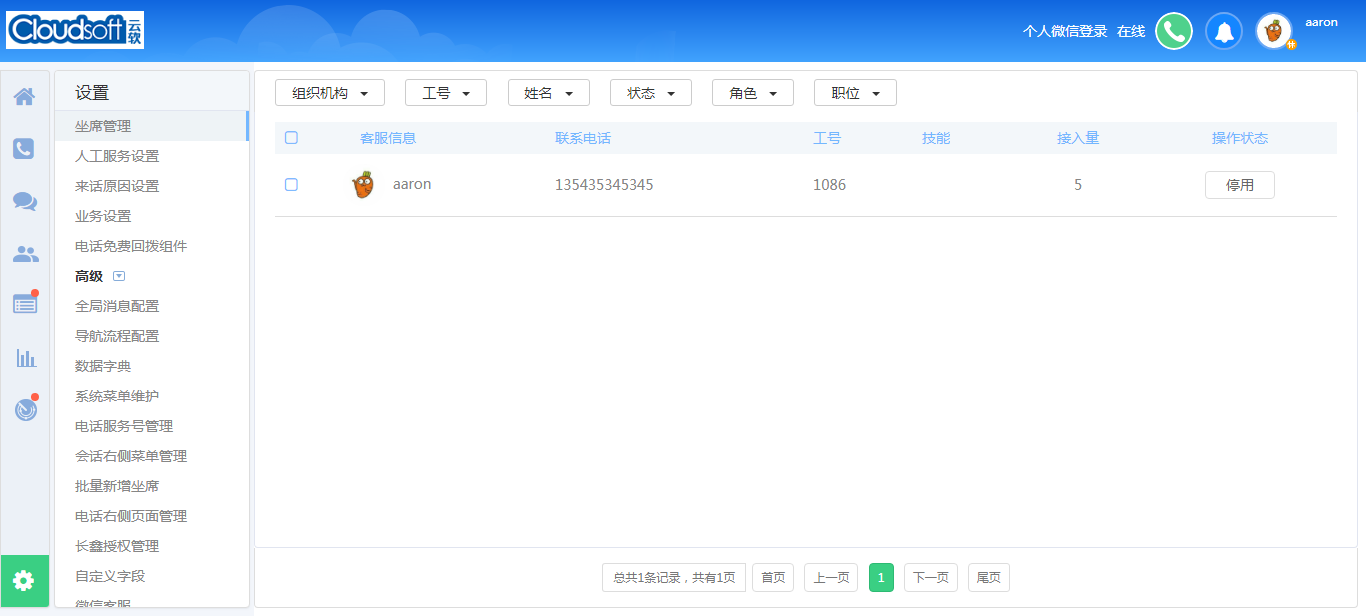 Cloudsoft 云软
个人微信登录 在线
aaron
休
设置
坐席管理
人工服务设置
来话原因设置
业务设置
电话免费回拨组件
高级
全局消息配置
导航流程配置
数据字典
系统菜单维护
电话服务号管理
会话右侧菜单管理
批量新增坐席
电话右侧页面管理
长鑫授权管理
自定义字段
微信客服
组织机构 工号 姓名 状态 角色 职位
客服信息 联系电话 工号 技能 接入量 操作状态
aaron 135435345345 1086 5 停用
总共1条记录，共有1页 首页 上一页 1 下一页 尾页